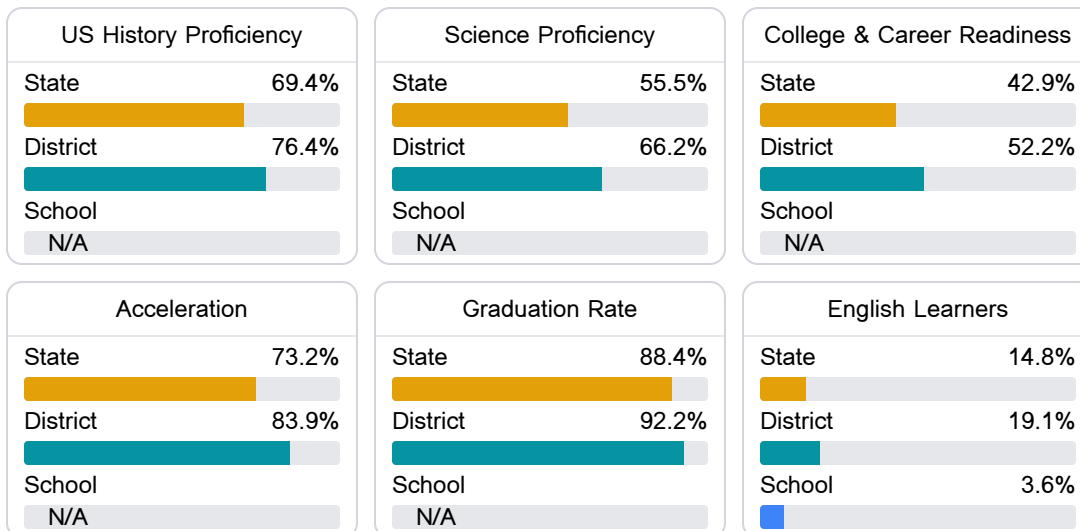 US History Proficiency
State 69.4%
District 76.4%
School
N/A
Science Proficiency
State 55.5%
District 66.2%
School
N/A
College & Career Readiness
State 42.9%
District 52.2%
School
N/A
Acceleration
State 73.2%
District 83.9%
School
N/A
Graduation Rate
State 88.4%
District 92.2%
School
N/A
English Learners
State 14.8%
District 19.1%
School 3.6%